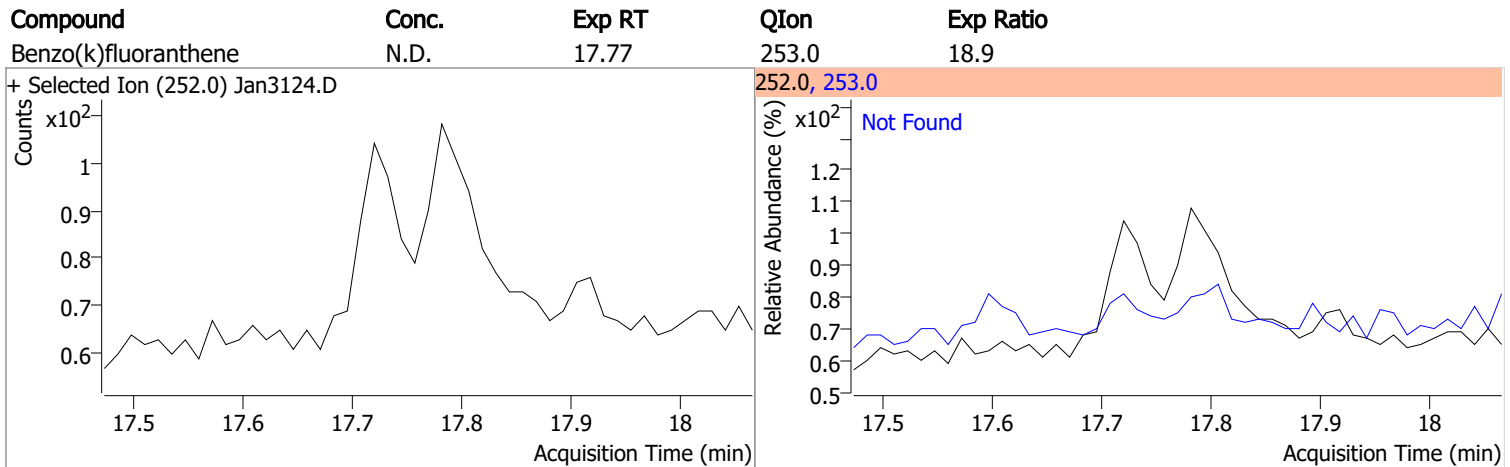 Compound Conc. Exp RT QIon Exp Ratio
Benzo(k)fluoranthene N.D. 17.77 253.0 18.9
+ Selected Ion (252.0) Jan3124.D
Counts
x10²
1
0.9
0.8
0.7
0.6
17.5 17.6 17.7 17.8 17.9 18
Acquisition Time (min)
252.0, 253.0
Relative Abundance (%)
x10²
Not Found
1.2
1.1
1
0.9
0.8
0.7
0.6
0.5
17.5 17.6 17.7 17.8 17.9 18
Acquisition Time (min)